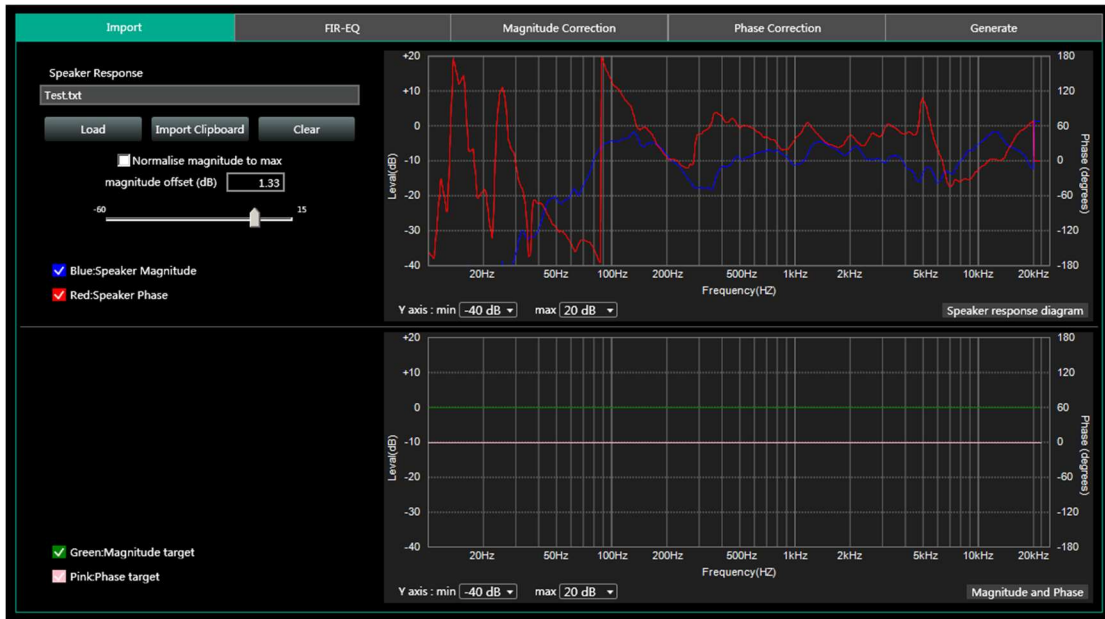 Import FIR-EQ Magnitude Correction Phase Correction Generate
Speaker Response
Test.txt
Load Import Clipboard Clear
Normalise magnitude to max
magnitude offset (dB) 1.33
-60 15
Blue:Speaker Magnitude
Red:Speaker Phase
+20 180
+10 120
0 60
-10 0
-20 -60
-30 -120
-40 -180
Leval(dB)
Phase (degrees)
20Hz 50Hz 100Hz 200Hz 500Hz 1kHz 2kHz 5kHz 10kHz 20kHz
Frequency(HZ)
Y axis : min -40 dB max 20 dB Speaker response diagram
+20 180
+10 120
0 60
-10 0
-20 -60
-30 -120
-40 -180
Leval(dB)
Phase (degrees)
20Hz 50Hz 100Hz 200Hz 500Hz 1kHz 2kHz 5kHz 10kHz 20kHz
Frequency(HZ)
Green:Magnitude target
Pink:Phase target
Y axis : min -40 dB max 20 dB Magnitude and Phase